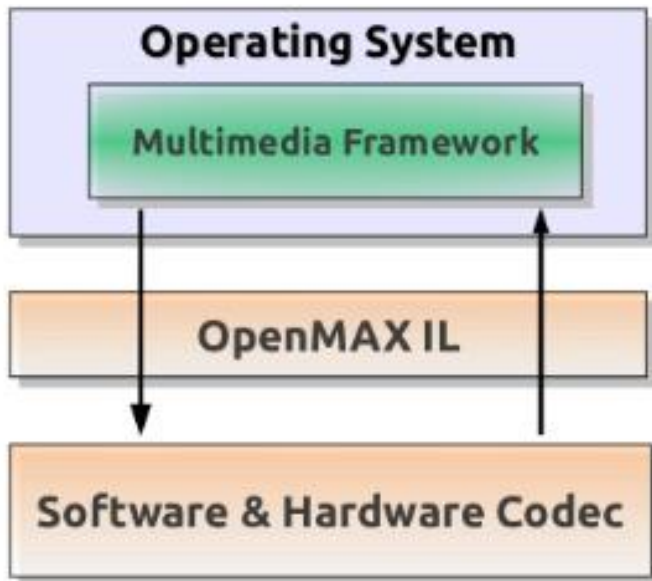 Operating System
Multimedia Framework
OpenMAX IL
Software & Hardware Codec